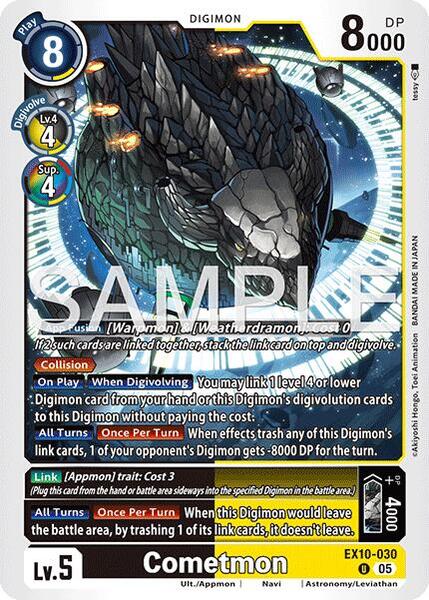 DIGIMON
Play
8
8000
DP
Digivolve
Lv.4
4
Sup.
4
tessy
SAMPLE
App Fusion [Warpmon] & [Weatherdramon]: Cost 0
If 2 such cards are linked together, stack the link card on top and digivolve.
Collision
On Play When Digivolving You may link 1 level 4 or lower
Digimon card from your hand or this Digimon's digivolution cards
to this Digimon without paying the cost.
All Turns Once Per Turn When effects trash any of this Digimon's
link cards, 1 of your opponent's Digimon gets -8000 DP for the turn.
©Akiyoshi Hongo, Toei Animation BANDAI MADE IN JAPAN
Link [Appmon] trait: Cost 3
(Plug this card from the hand or battle area sideways into the specified Digimon in the battle area.)
All Turns Once Per Turn When this Digimon would leave
the battle area, by trashing 1 of its link cards, it doesn't leave.
DP
+ 4000
Lv.5
Cometmon
EX10-030
U 05
Ult./Appmon Navi Astronomy/Leviathan